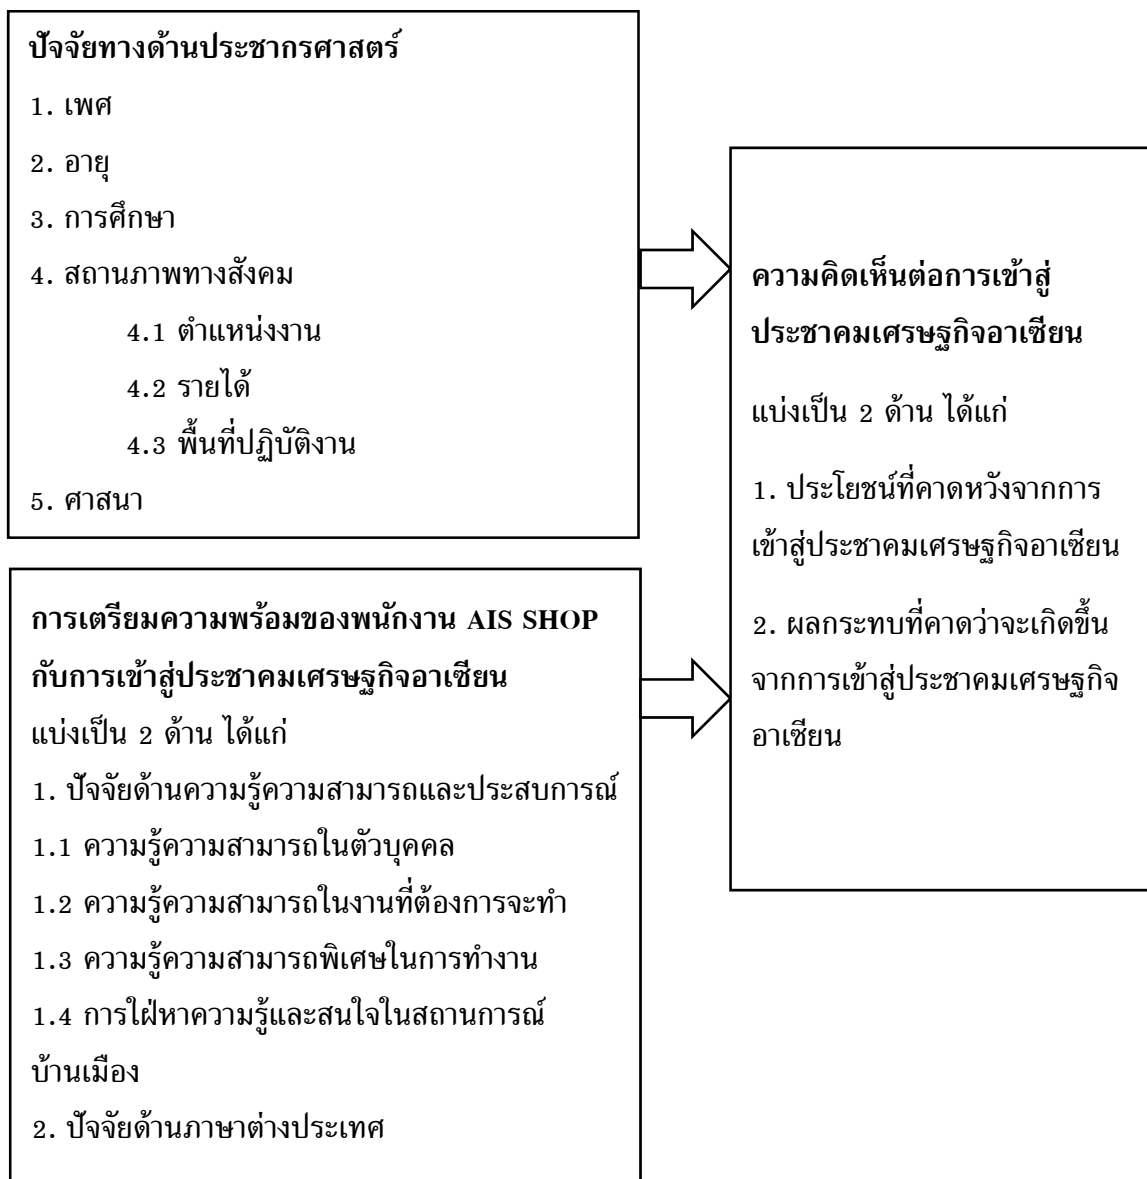 ปัจจัยทางด้านประชากรศาสตร์
1. เพศ
2. อายุ
3. การศึกษา
4. สถานภาพทางสังคม
4.1 ตำแหน่งงาน
4.2 รายได้
4.3 พื้นที่ปฏิบัติงาน
5. ศาสนา
การเตรียมความพร้อมของพนักงาน AIS SHOP
กับการเข้าสู่ประชาคมเศรษฐกิจอาเซียน
แบ่งเป็น 2 ด้าน ได้แก่
1. ปัจจัยด้านความรู้ความสามารถและประสบการณ์
1.1 ความรู้ความสามารถในตัวบุคคล
1.2 ความรู้ความสามารถในงานที่ต้องการจะทำ
1.3 ความรู้ความสามารถพิเศษในการทำงาน
1.4 การใฝ่หาความรู้และสนใจในสถานการณ์
บ้านเมือง
2. ปัจจัยด้านภาษาต่างประเทศ
ความคิดเห็นต่อการเข้าสู่
ประชาคมเศรษฐกิจอาเซียน
แบ่งเป็น 2 ด้าน ได้แก่
1. ประโยชน์ที่คาดหวังจากการ
เข้าสู่ประชาคมเศรษฐกิจอาเซียน
2. ผลกระทบที่คาดว่าจะเกิดขึ้น
จากการเข้าสู่ประชาคมเศรษฐกิจ
อาเซียน